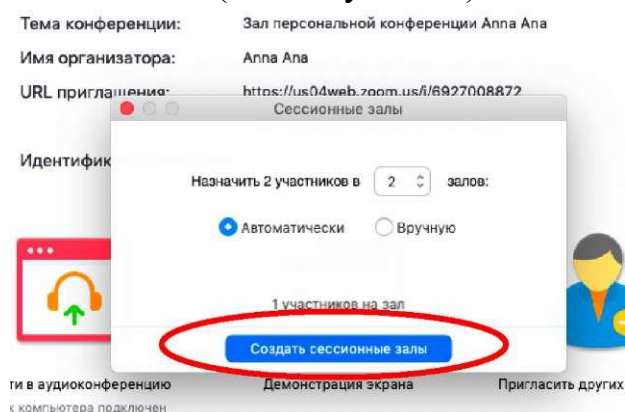 Тема конференции: Зал персональной конференции Anna Ana
Имя организатора: Anna Ana
URL приглашения: https://us04web.zoom.us/j/6927008872
Сессионные залы
Идентифик
Назначить 2 участников в 2 залов:
Автоматически Вручную
1 участников на зал
Создать сессионные залы
ти в аудиоконференцию Демонстрация экрана Пригласить других
к компьютера подключен